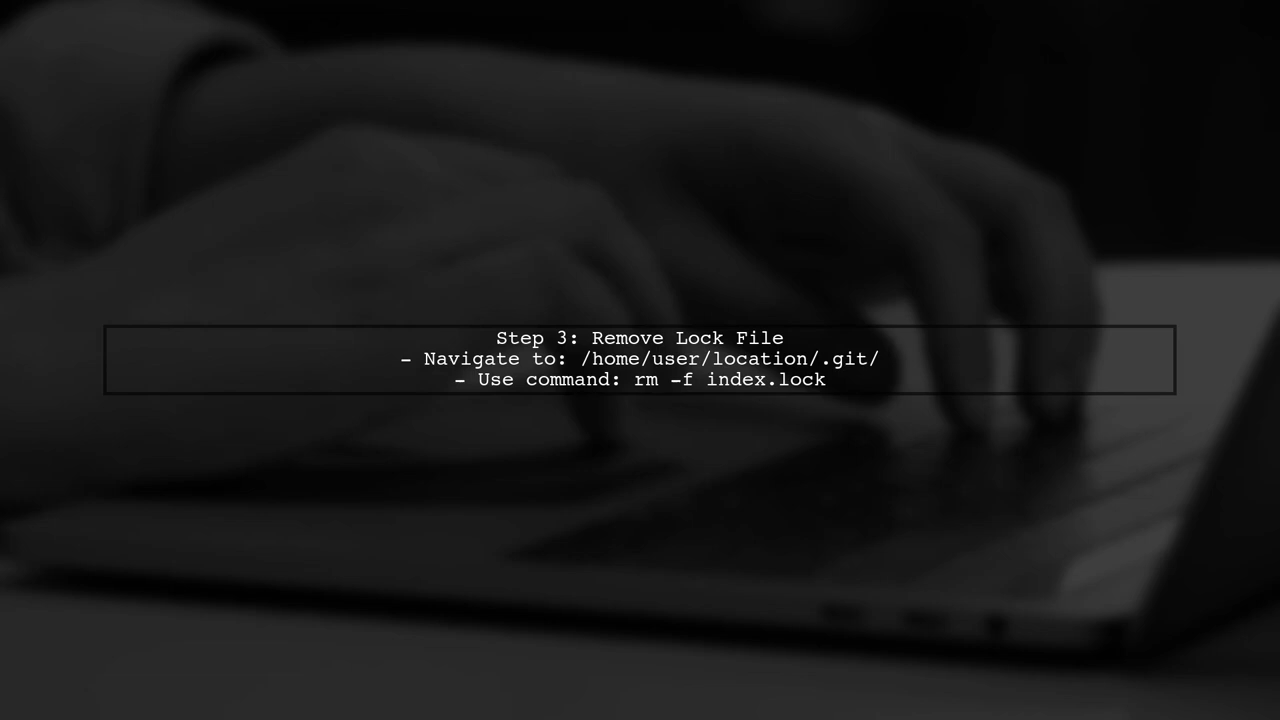 Step 3: Remove Lock File
- Navigate to: /home/user/location/.git/
- Use command: rm -f index.lock